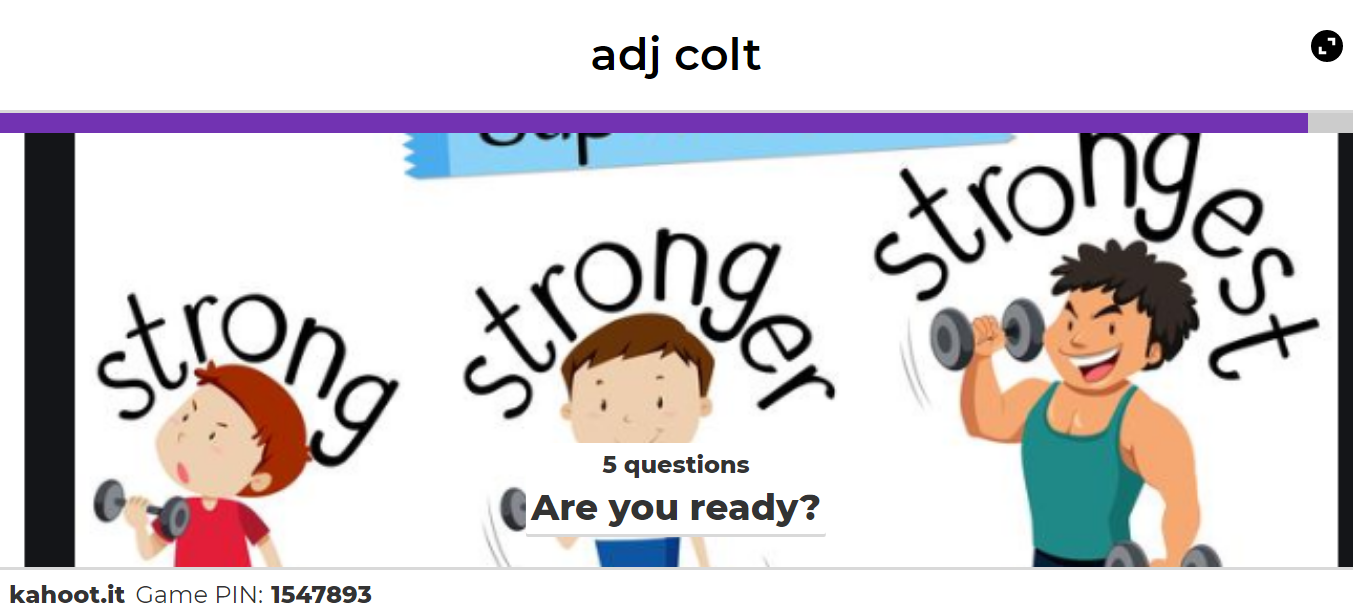 adj colt
strong
stronger
strongest
5 questions
Are you ready?
kahoot.it Game PIN: 1547893